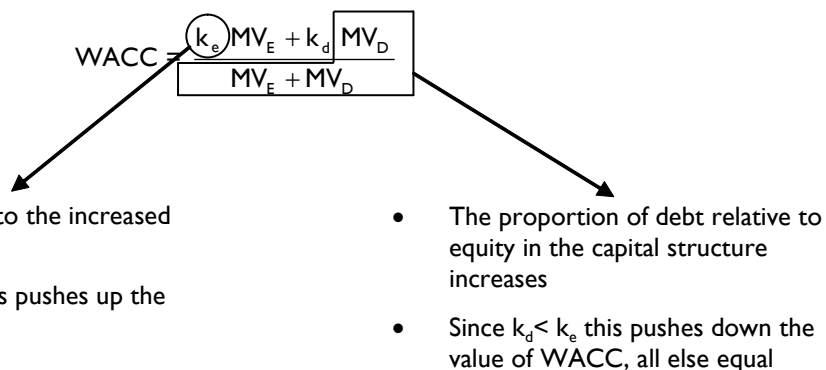 WACC = k_e MV_E + k_d MV_D
MV_E + MV_D
to the increased
s pushes up the
• The proportion of debt relative to
equity in the capital structure
increases
• Since k_d< k_e this pushes down the
value of WACC, all else equal